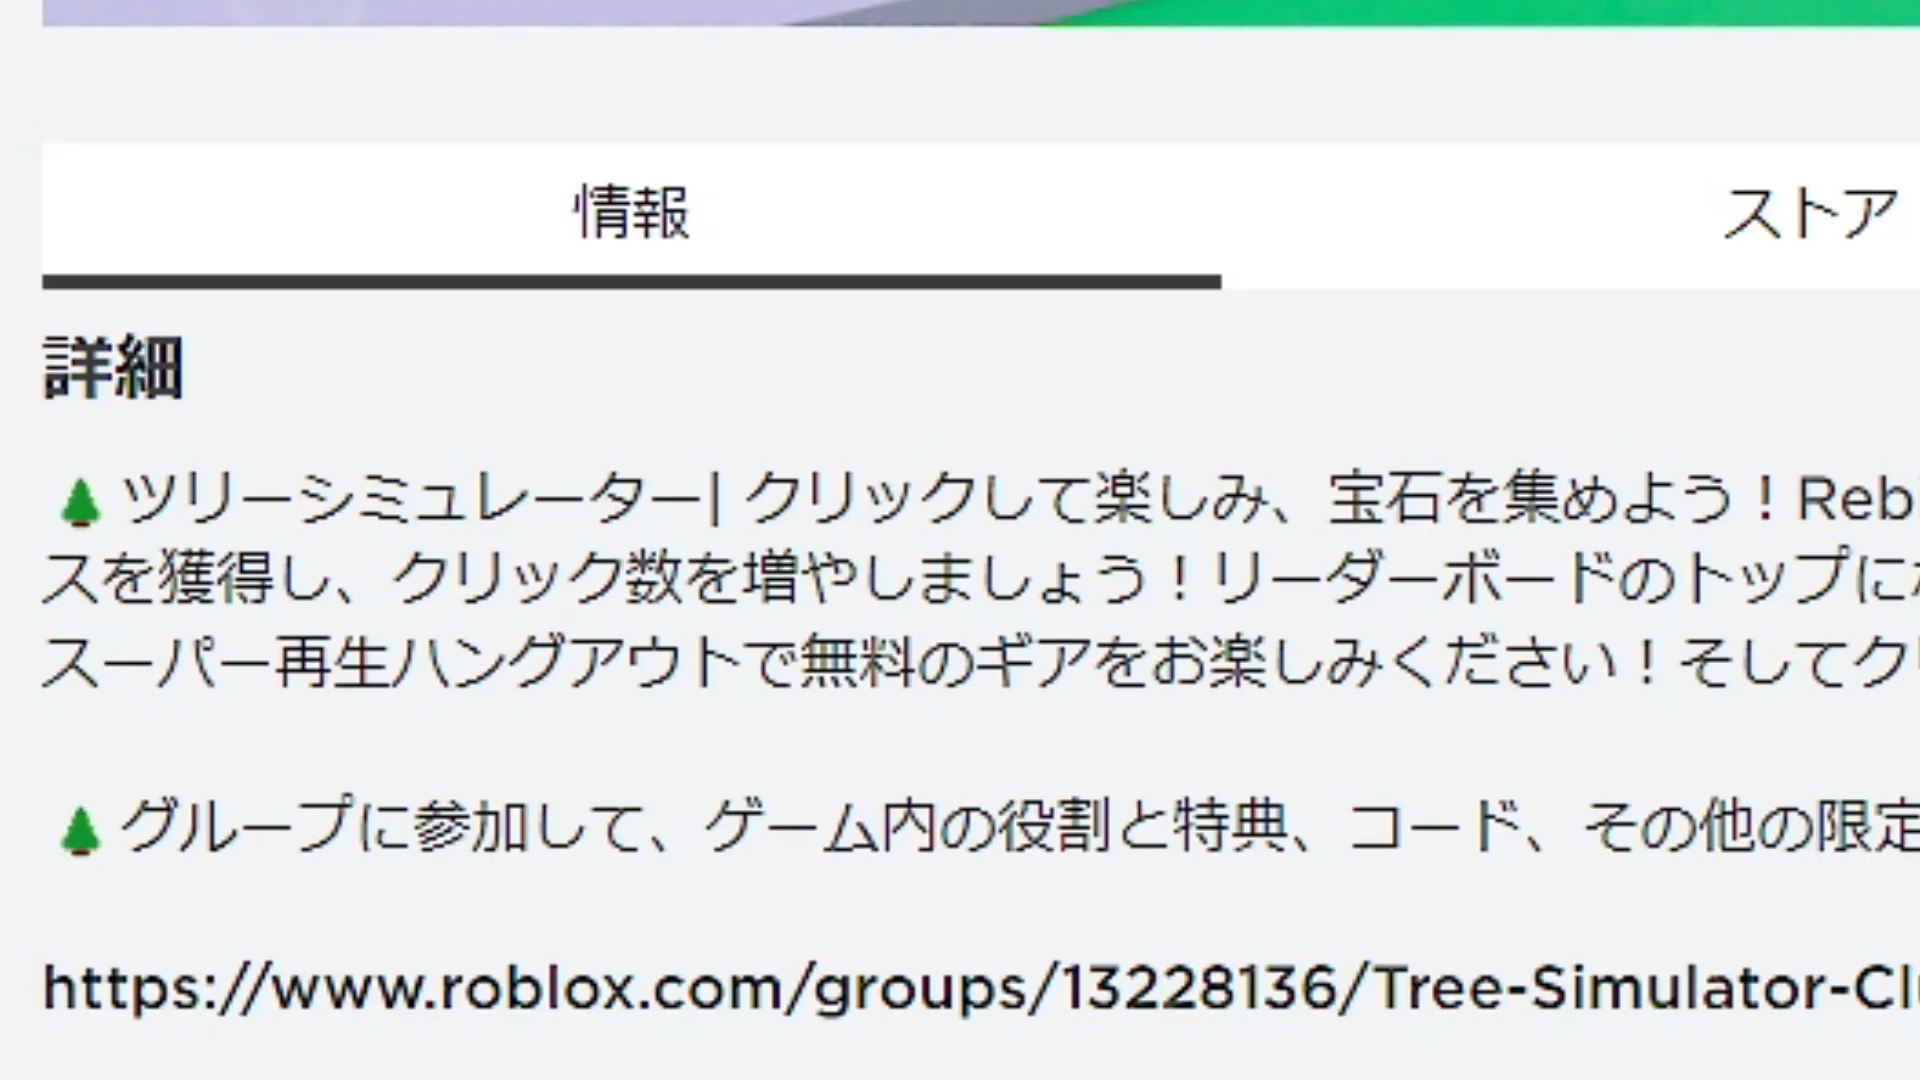 情報
ストア
詳細
🌲ツリーシミュレーター| クリックして楽しみ、宝石を集めよう！Reb
スを獲得し、クリック数を増やしましょう！リーダーボードのトップに
スーパー再生ハングアウトで無料のギアをお楽しみください！そしてク
🌲グループに参加して、ゲーム内の役割と特典、コード、その他の限定
https://www.roblox.com/groups/13228136/Tree-Simulator-Cl